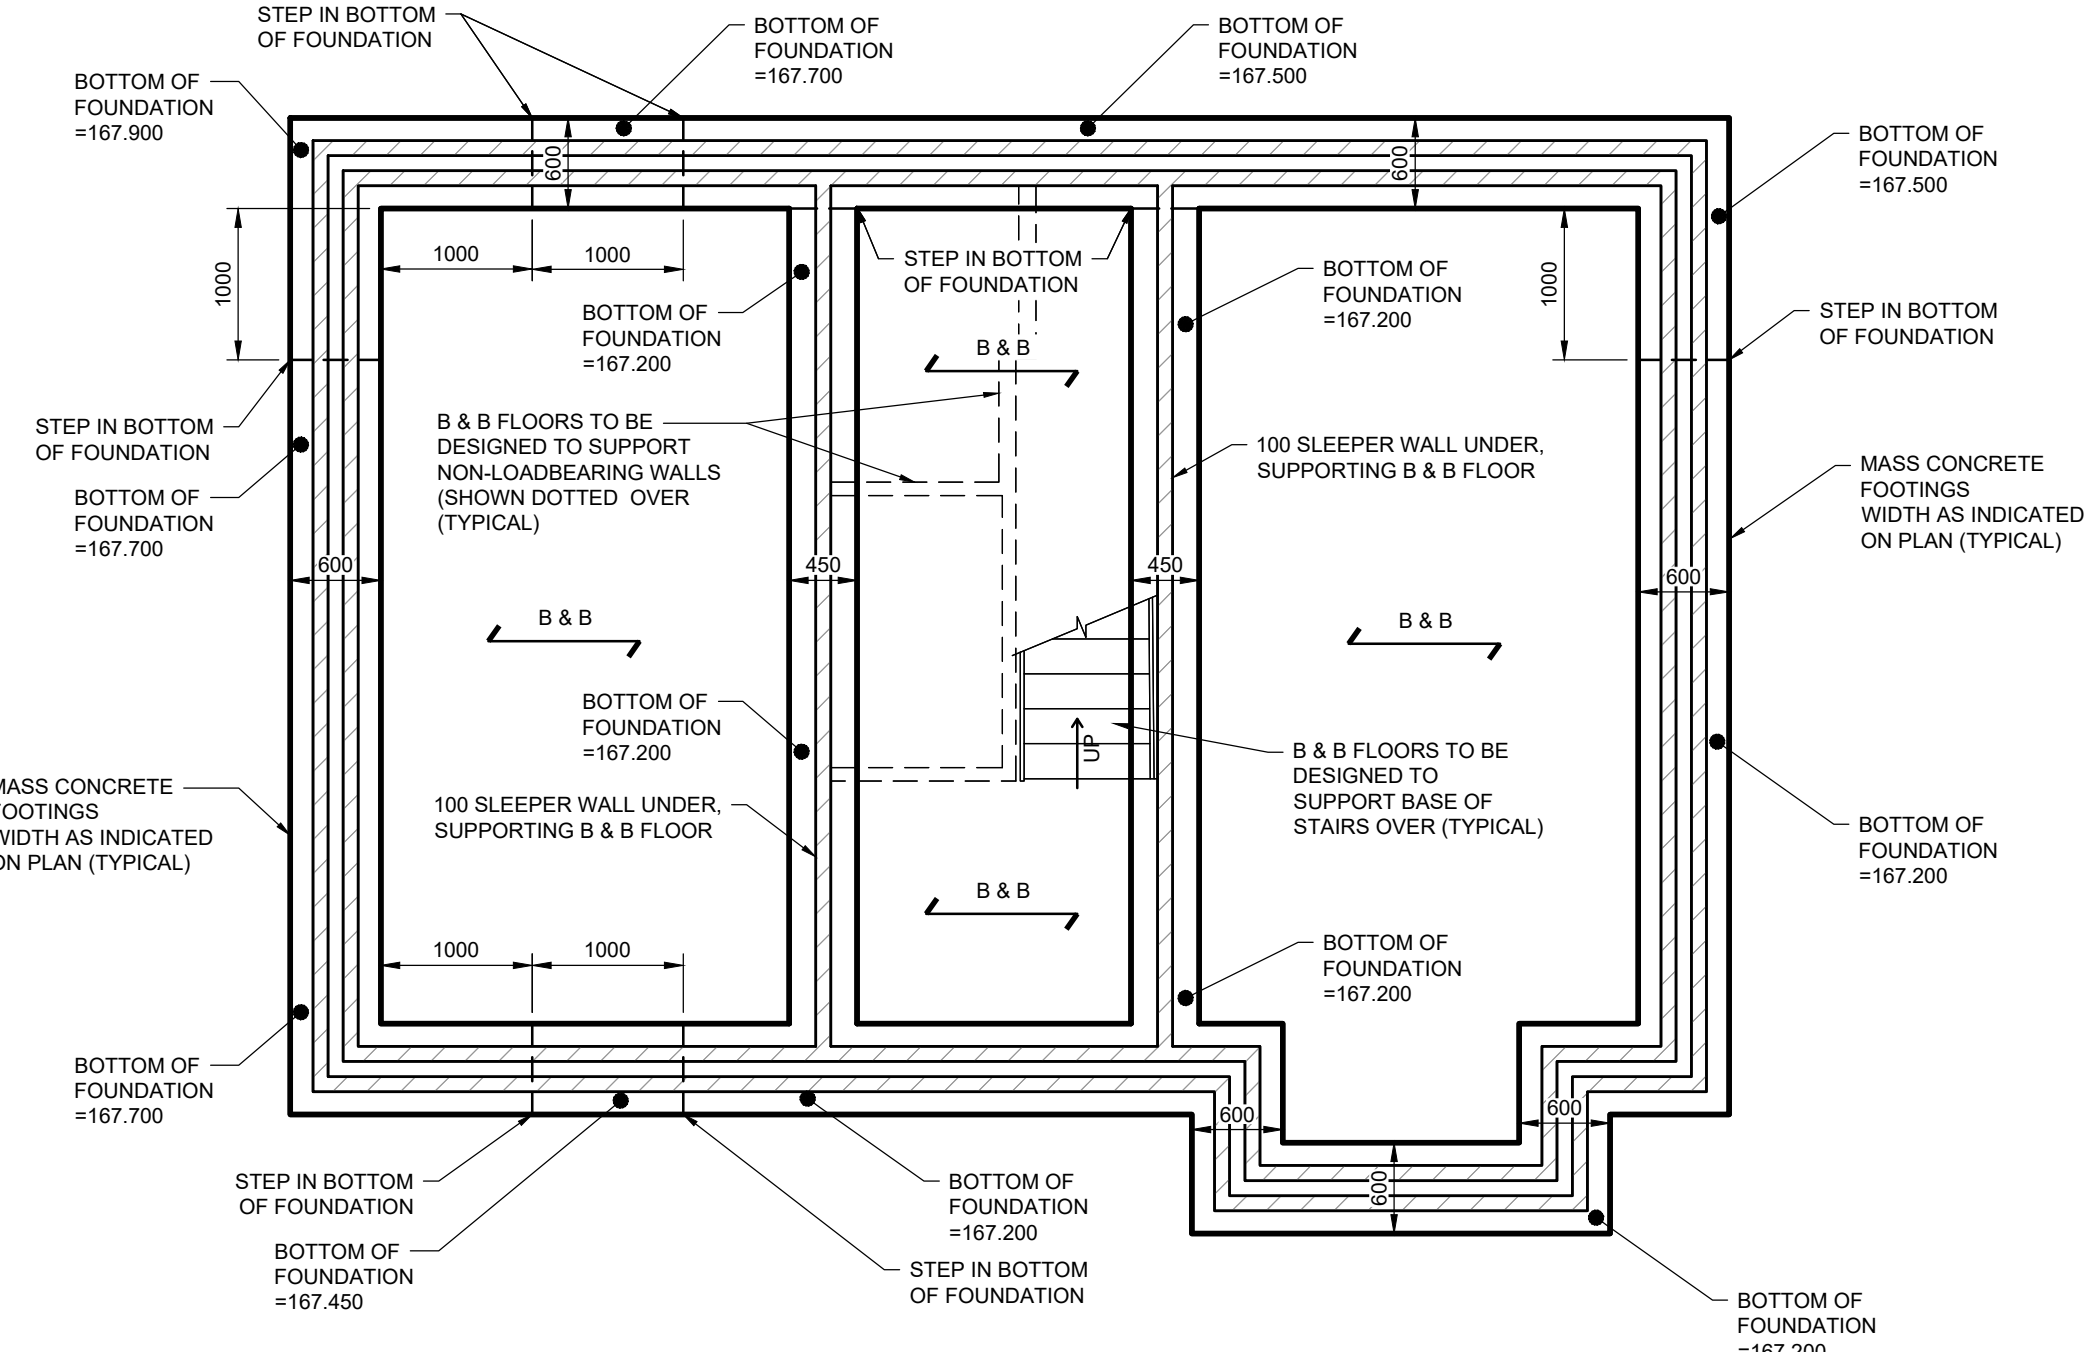 STEP IN BOTTOM
OF FOUNDATION
BOTTOM OF
FOUNDATION
=167.700
BOTTOM OF
FOUNDATION
=167.500
BOTTOM OF
FOUNDATION
=167.900
BOTTOM OF
FOUNDATION
=167.500
600
600
1000
1000
1000
1000
STEP IN BOTTOM
OF FOUNDATION
BOTTOM OF
FOUNDATION
=167.200
BOTTOM OF
FOUNDATION
=167.200
STEP IN BOTTOM
OF FOUNDATION
B & B
STEP IN BOTTOM
OF FOUNDATION
B & B FLOORS TO BE
DESIGNED TO SUPPORT
NON-LOADBEARING WALLS
(SHOWN DOTTED OVER
(TYPICAL)
100 SLEEPER WALL UNDER,
SUPPORTING B & B FLOOR
MASS CONCRETE
FOOTINGS
WIDTH AS INDICATED
ON PLAN (TYPICAL)
BOTTOM OF
FOUNDATION
=167.700
600
450
450
600
B & B
B & B
BOTTOM OF
FOUNDATION
=167.200
UP
B & B FLOORS TO BE
DESIGNED TO
SUPPORT BASE OF
STAIRS OVER (TYPICAL)
MASS CONCRETE
FOOTINGS
WIDTH AS INDICATED
ON PLAN (TYPICAL)
100 SLEEPER WALL UNDER,
SUPPORTING B & B FLOOR
BOTTOM OF
FOUNDATION
=167.200
B & B
1000
1000
BOTTOM OF
FOUNDATION
=167.200
BOTTOM OF
FOUNDATION
=167.700
600
600
600
STEP IN BOTTOM
OF FOUNDATION
BOTTOM OF
FOUNDATION
=167.200
BOTTOM OF
FOUNDATION
=167.450
STEP IN BOTTOM
OF FOUNDATION
BOTTOM OF
FOUNDATION
=167.200